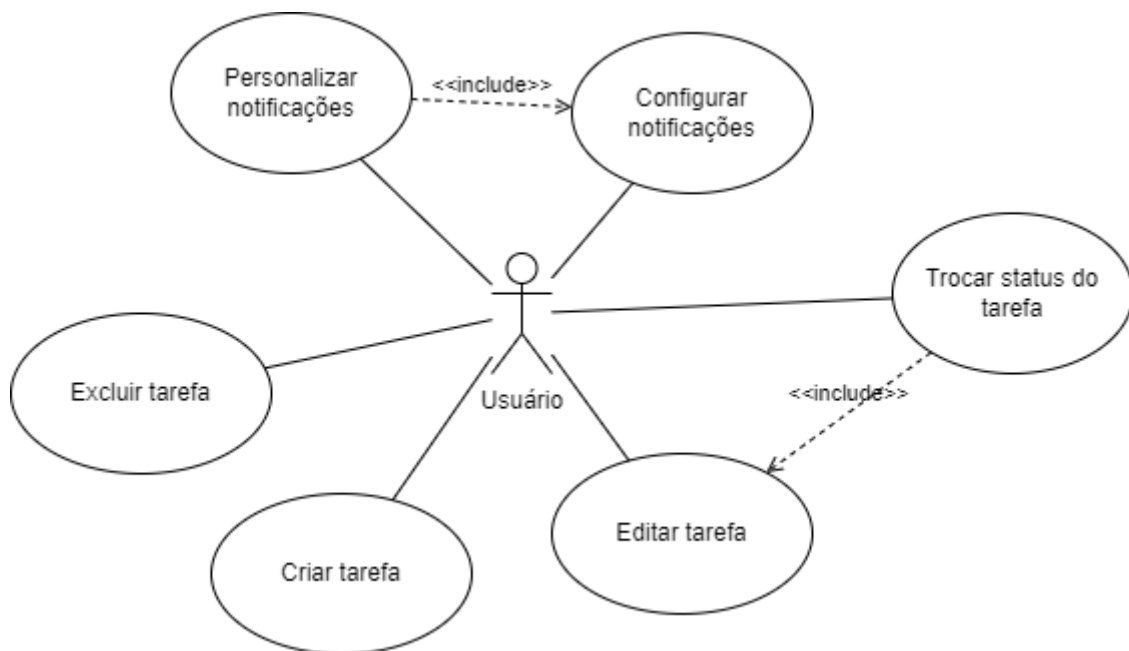 Personalizar
notificações
<<include>>
Configurar
notificações
Trocar status do
tarefa
<<include>>
Excluir tarefa
Usuário
Editar tarefa
Criar tarefa